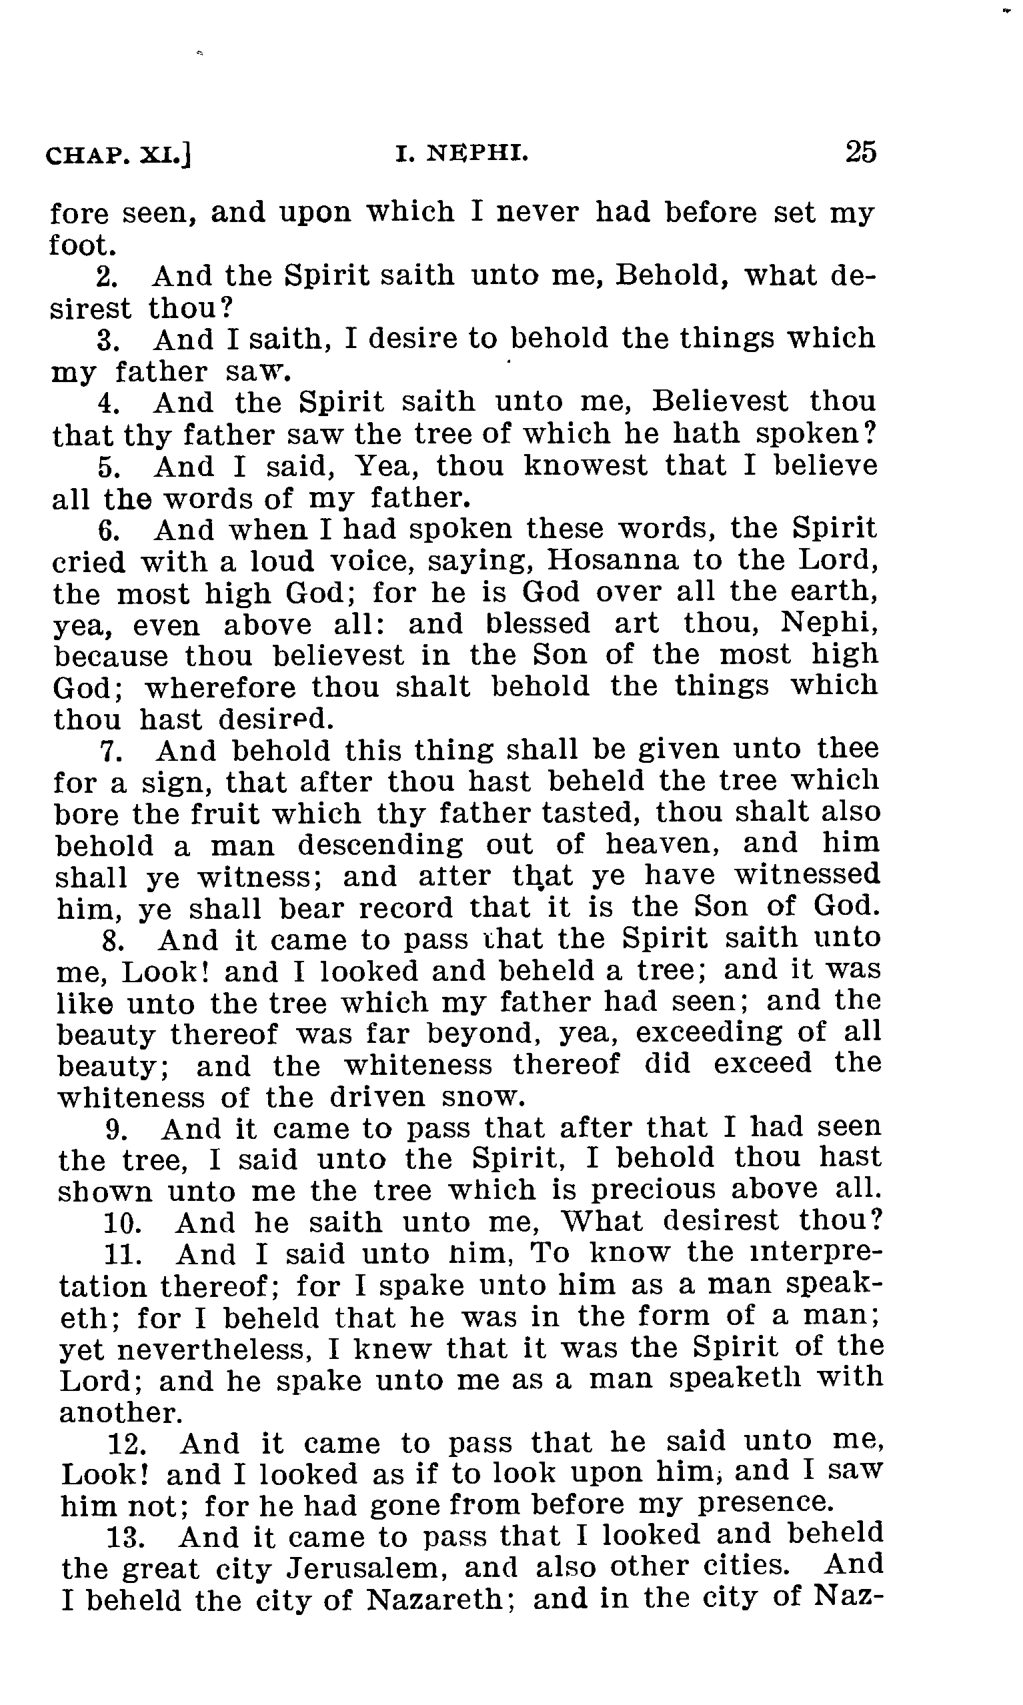 CHAP. XI.] I. NEPHI. 25
fore seen, and upon which I never had before set my
foot.
2. And the Spirit saith unto me, Behold, what de-
sirest thou?
3. And I saith, I desire to behold the things which
my father saw.
4. And the Spirit saith unto me, Believest thou
that thy father saw the tree of which he hath spoken?
5. And I said, Yea, thou knowest that I believe
all the words of my father.
6. And when I had spoken these words, the Spirit
cried with a loud voice, saying, Hosanna to the Lord,
the most high God; for he is God over all the earth,
yea, even above all: and blessed art thou, Nephi,
because thou believest in the Son of the most high
God; wherefore thou shalt behold the things which
thou hast desired.
7. And behold this thing shall be given unto thee
for a sign, that after thou hast beheld the tree which
bore the fruit which thy father tasted, thou shalt also
behold a man descending out of heaven, and him
shall ye witness; and after that ye have witnessed
him, ye shall bear record that it is the Son of God.
8. And it came to pass that the Spirit saith unto
me, Look! and I looked and beheld a tree; and it was
like unto the tree which my father had seen; and the
beauty thereof was far beyond, yea, exceeding of all
beauty; and the whiteness thereof did exceed the
whiteness of the driven snow.
9. And it came to pass that after that I had seen
the tree, I said unto the Spirit, I behold thou hast
shown unto me the tree which is precious above all.
10. And he saith unto me, What desirest thou?
11. And I said unto him, To know the interpre-
tation thereof; for I spake unto him as a man speak-
eth; for I beheld that he was in the form of a man;
yet nevertheless, I knew that it was the Spirit of the
Lord; and he spake unto me as a man speaketh with
another.
12. And it came to pass that he said unto me,
Look! and I looked as if to look upon him; and I saw
him not; for he had gone from before my presence.
13. And it came to pass that I looked and beheld
the great city Jerusalem, and also other cities. And
I beheld the city of Nazareth; and in the city of Naz-